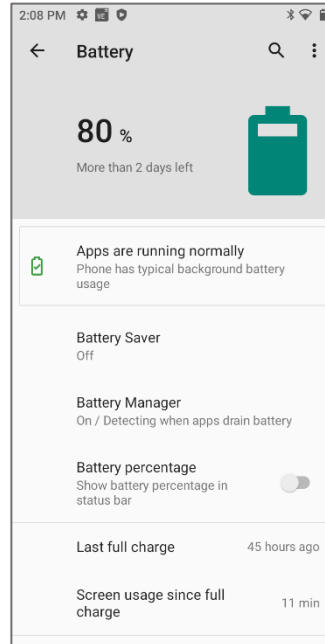 2:08 PM
Battery
80 %
More than 2 days left
Apps are running normally
Phone has typical background battery
usage
Battery Saver
Off
Battery Manager
On / Detecting when apps drain battery
Battery percentage
Show battery percentage in
status bar
Last full charge 45 hours ago
Screen usage since full
charge 11 min